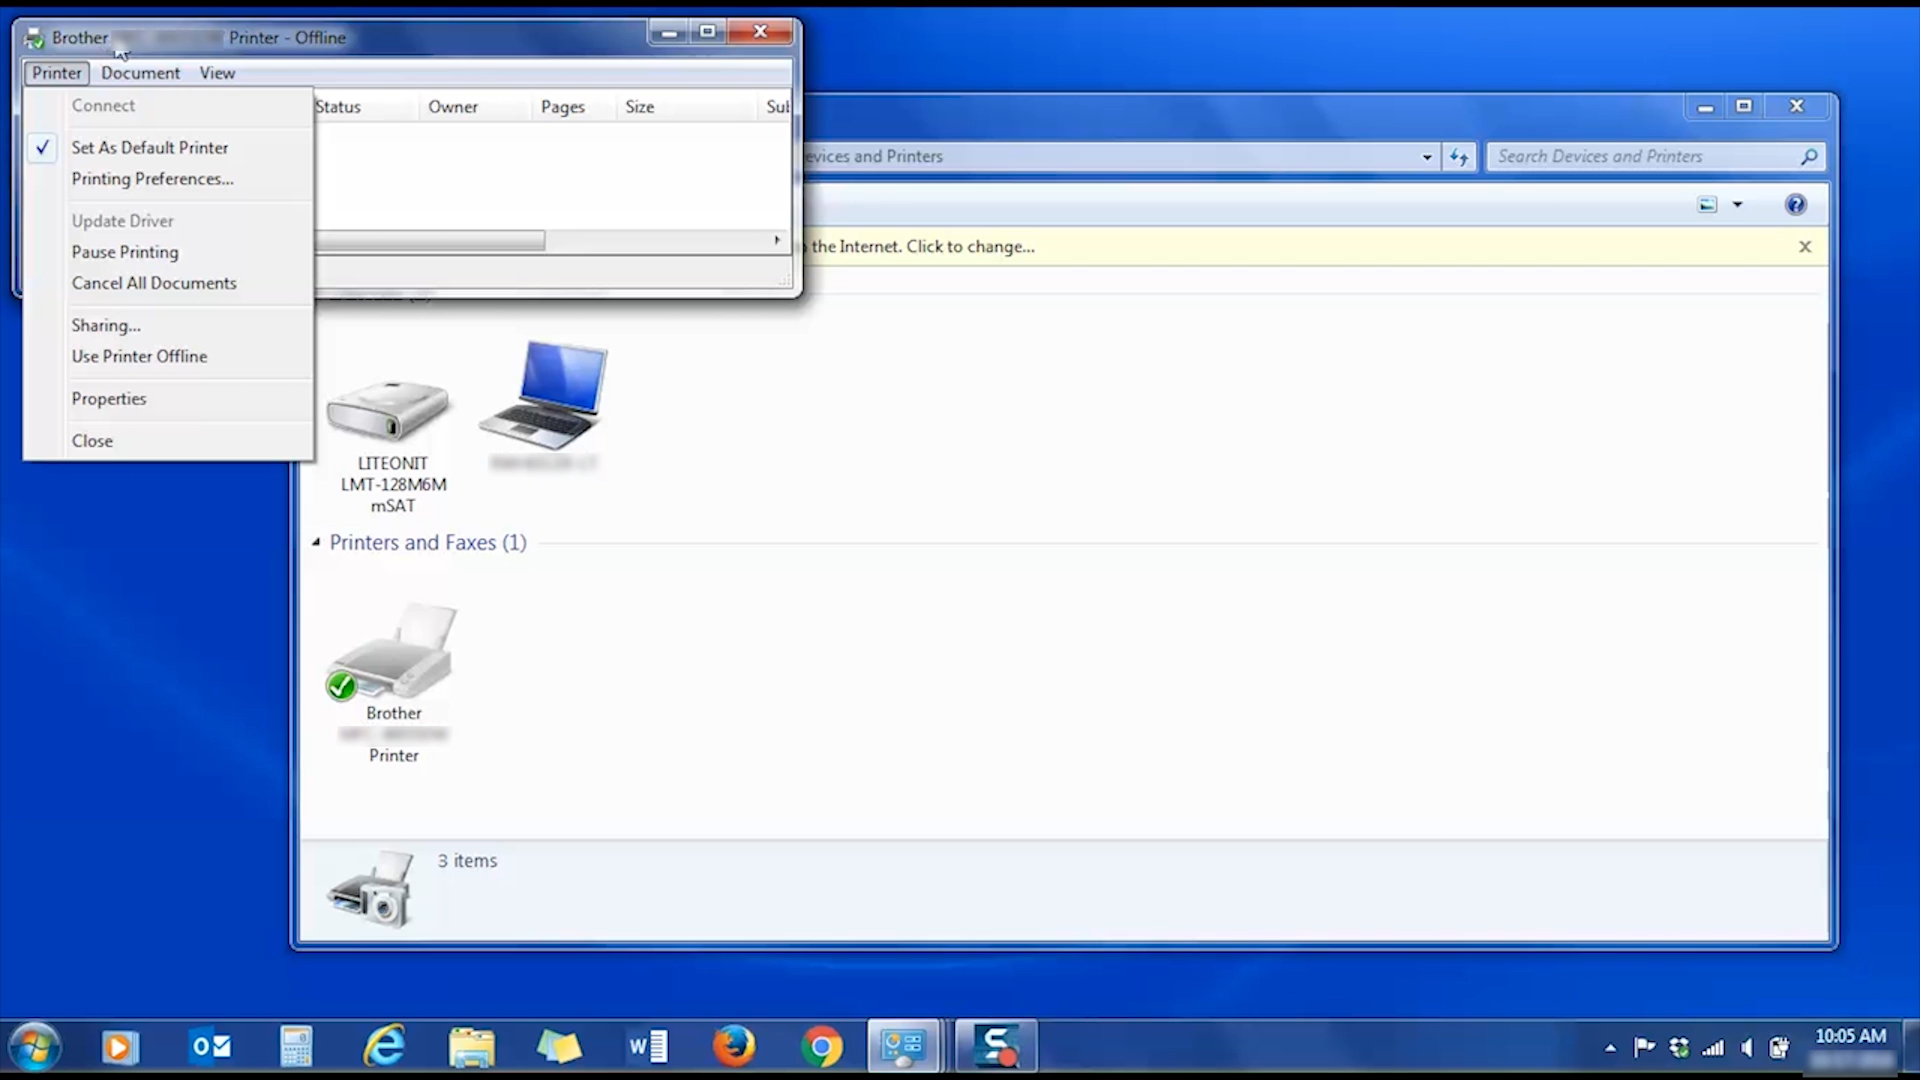 Brother Printer - Offline
Printer Document View
Connect
Set As Default Printer
Printing Preferences...
Update Driver
Pause Printing
Cancel All Documents
Sharing...
Use Printer Offline
Properties
Close
Status Owner Pages Size Sul
evices and Printers
Search Devices and Printers
the Internet. Click to change...
LITEONIT
LMT-128M6M
mSAT
Printers and Faxes (1)
Brother
Printer
3 items
10:05 AM